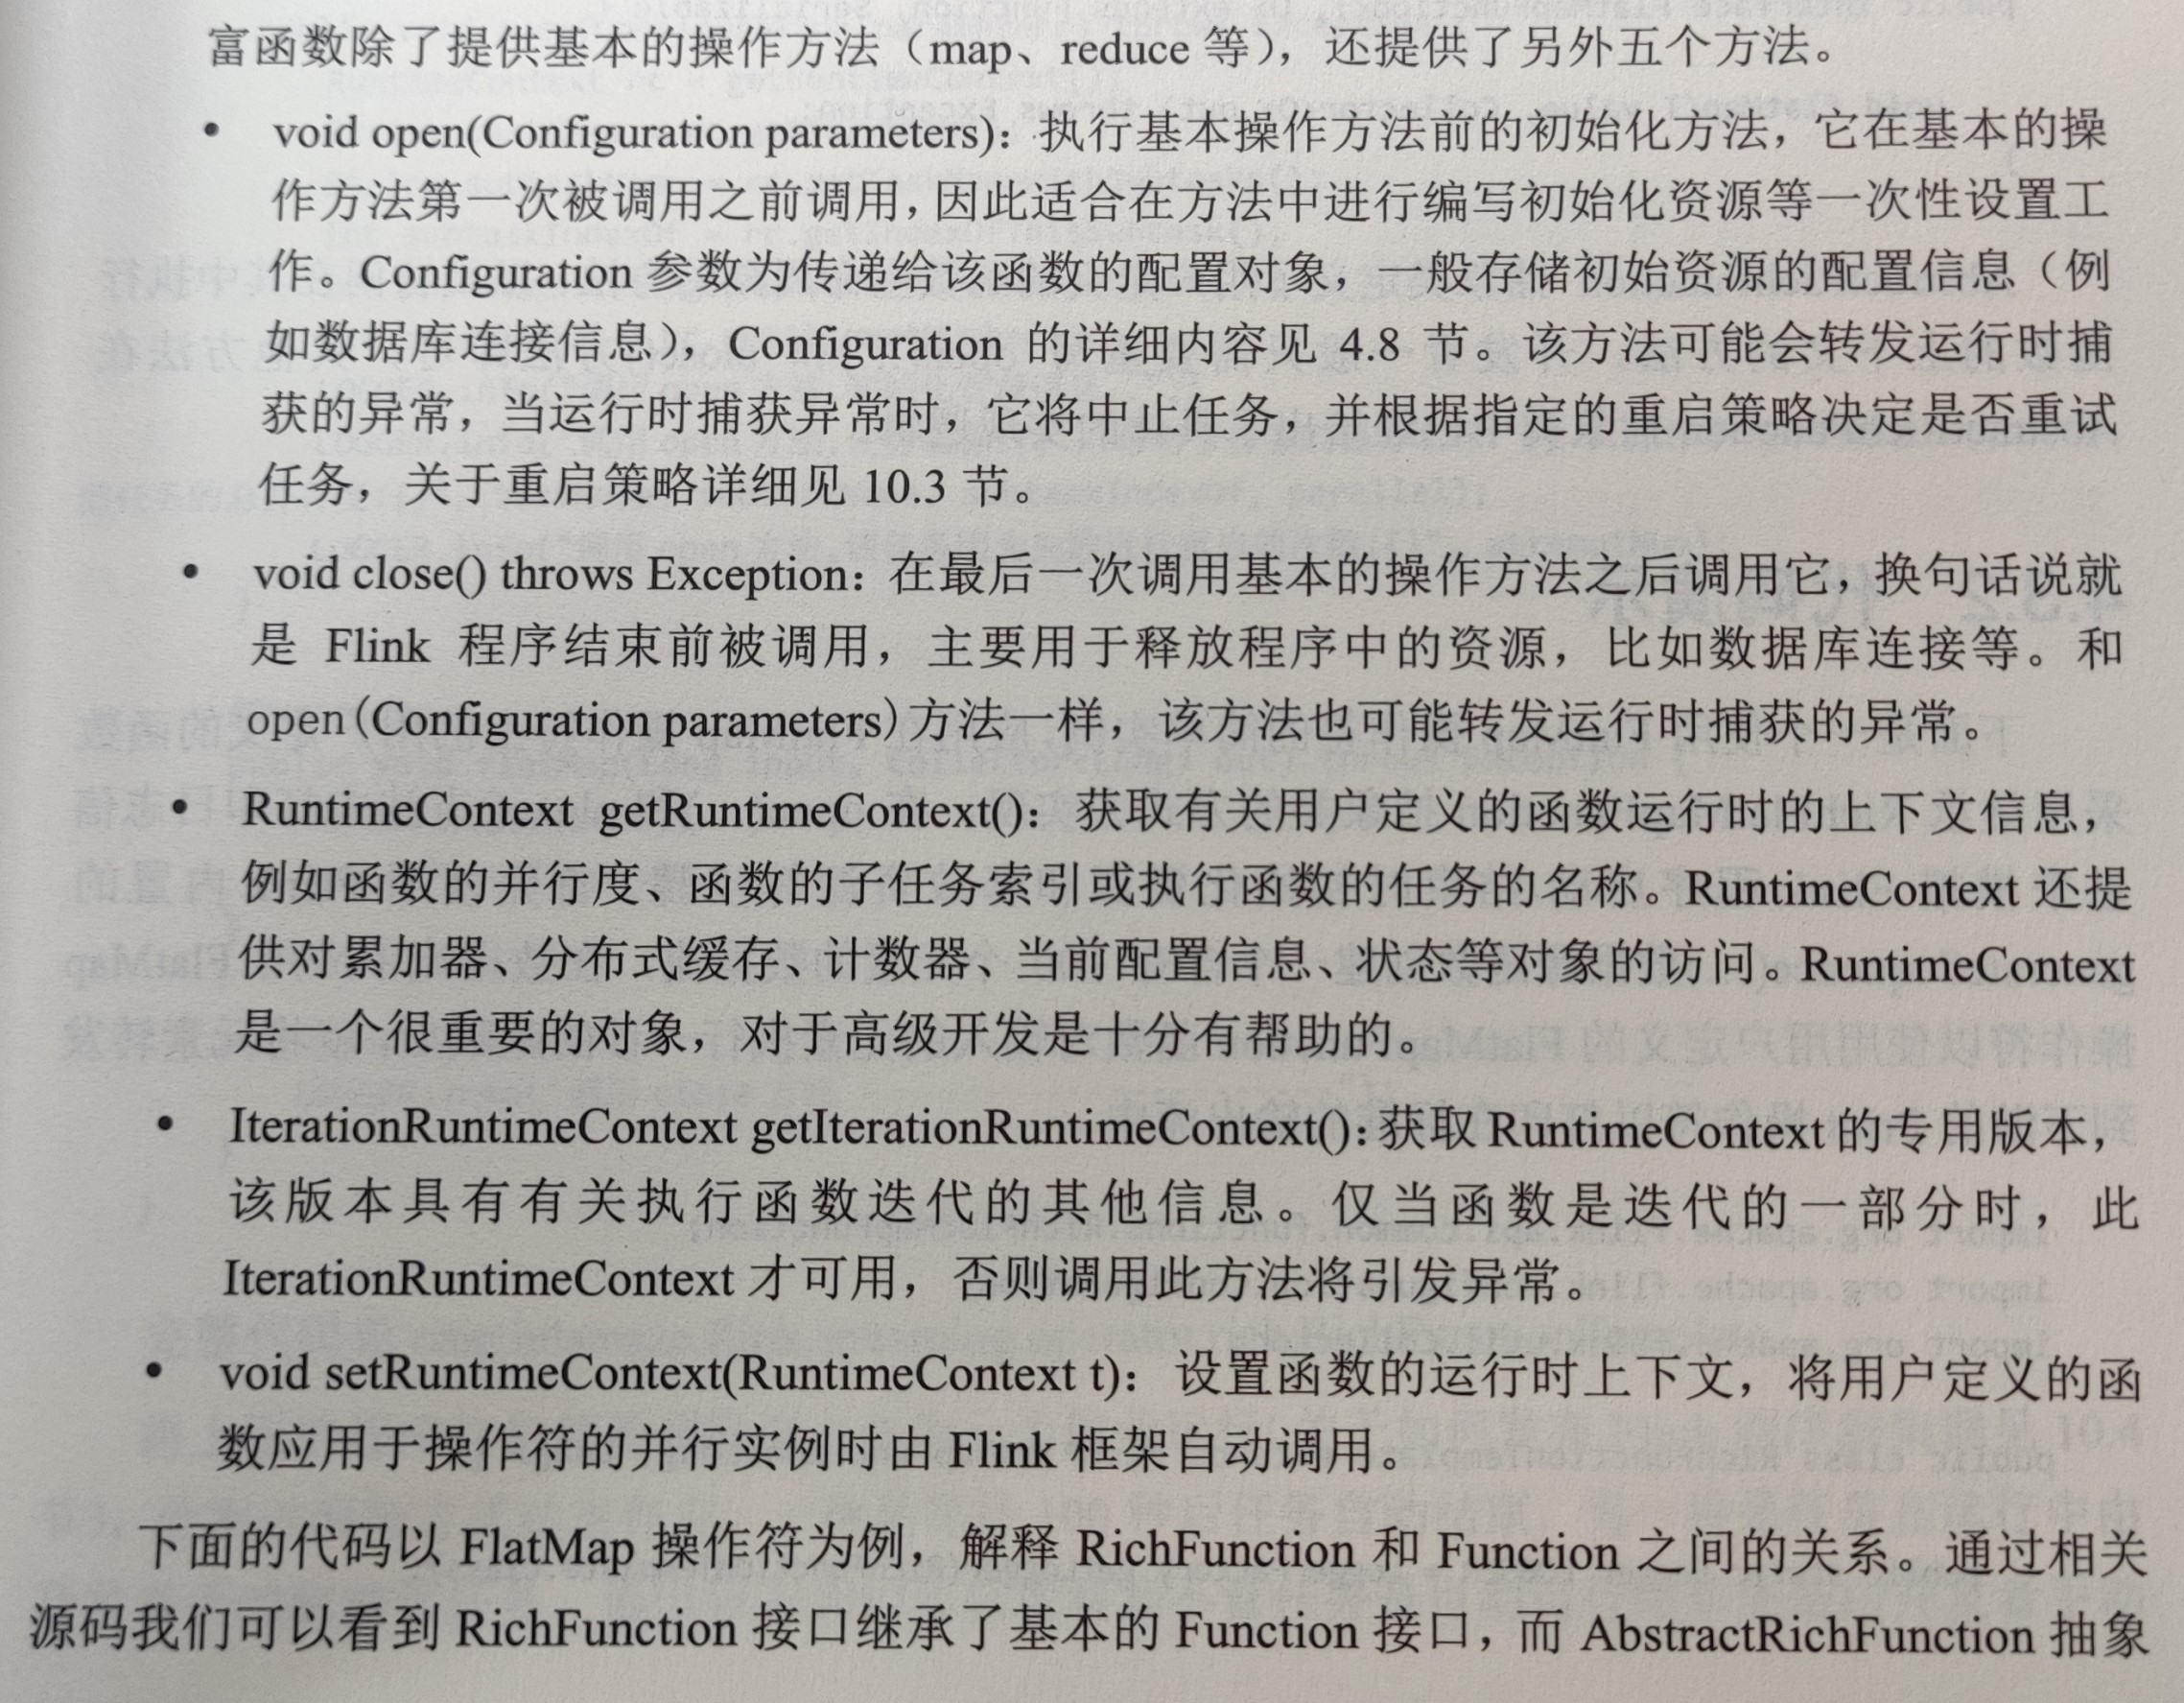 富函数除了提供基本的操作方法（map、reduce 等），还提供了另外五个方法。
• void open(Configuration parameters)：执行基本操作方法前的初始化方法，它在基本的操
作方法第一次被调用之前调用，因此适合在方法中进行编写初始化资源等一次性设置工
作。Configuration 参数为传递给该函数的配置对象，一般存储初始资源的配置信息（例
如数据库连接信息），Configuration 的详细内容见 4.8 节。该方法可能会转发运行时捕
获的异常，当运行时捕获异常时，它将中止任务，并根据指定的重启策略决定是否重试
任务，关于重启策略详细见 10.3 节。
• void close() throws Exception：在最后一次调用基本的操作方法之后调用它，换句话说就
是 Flink 程序结束前被调用，主要用于释放程序中的资源，比如数据库连接等。和
open(Configuration parameters)方法一样，该方法也可能转发运行时捕获的异常。
• RuntimeContext getRuntimeContext()：获取有关用户定义的函数运行时的上下文信息，
例如函数的并行度、函数的子任务索引或执行函数的任务的名称。RuntimeContext 还提
供对累加器、分布式缓存、计数器、当前配置信息、状态等对象的访问。RuntimeContext
是一个很重要的对象，对于高级开发是十分有帮助的。
• IterationRuntimeContext getIterationRuntimeContext()：获取 RuntimeContext 的专用版本，
该版本具有有关执行函数迭代的其他信息。仅当函数是迭代的一部分时，此
IterationRuntimeContext 才可用，否则调用此方法将引发异常。
• void setRuntimeContext(RuntimeContext t)：设置函数的运行时上下文，将用户定义的函
数应用于操作符的并行实例时由 Flink 框架自动调用。
下面的代码以 FlatMap 操作符为例，解释 RichFunction 和 Function 之间的关系。通过相关
源码我们可以看到 RichFunction 接口继承了基本的 Function 接口，而 AbstractRichFunction 抽象